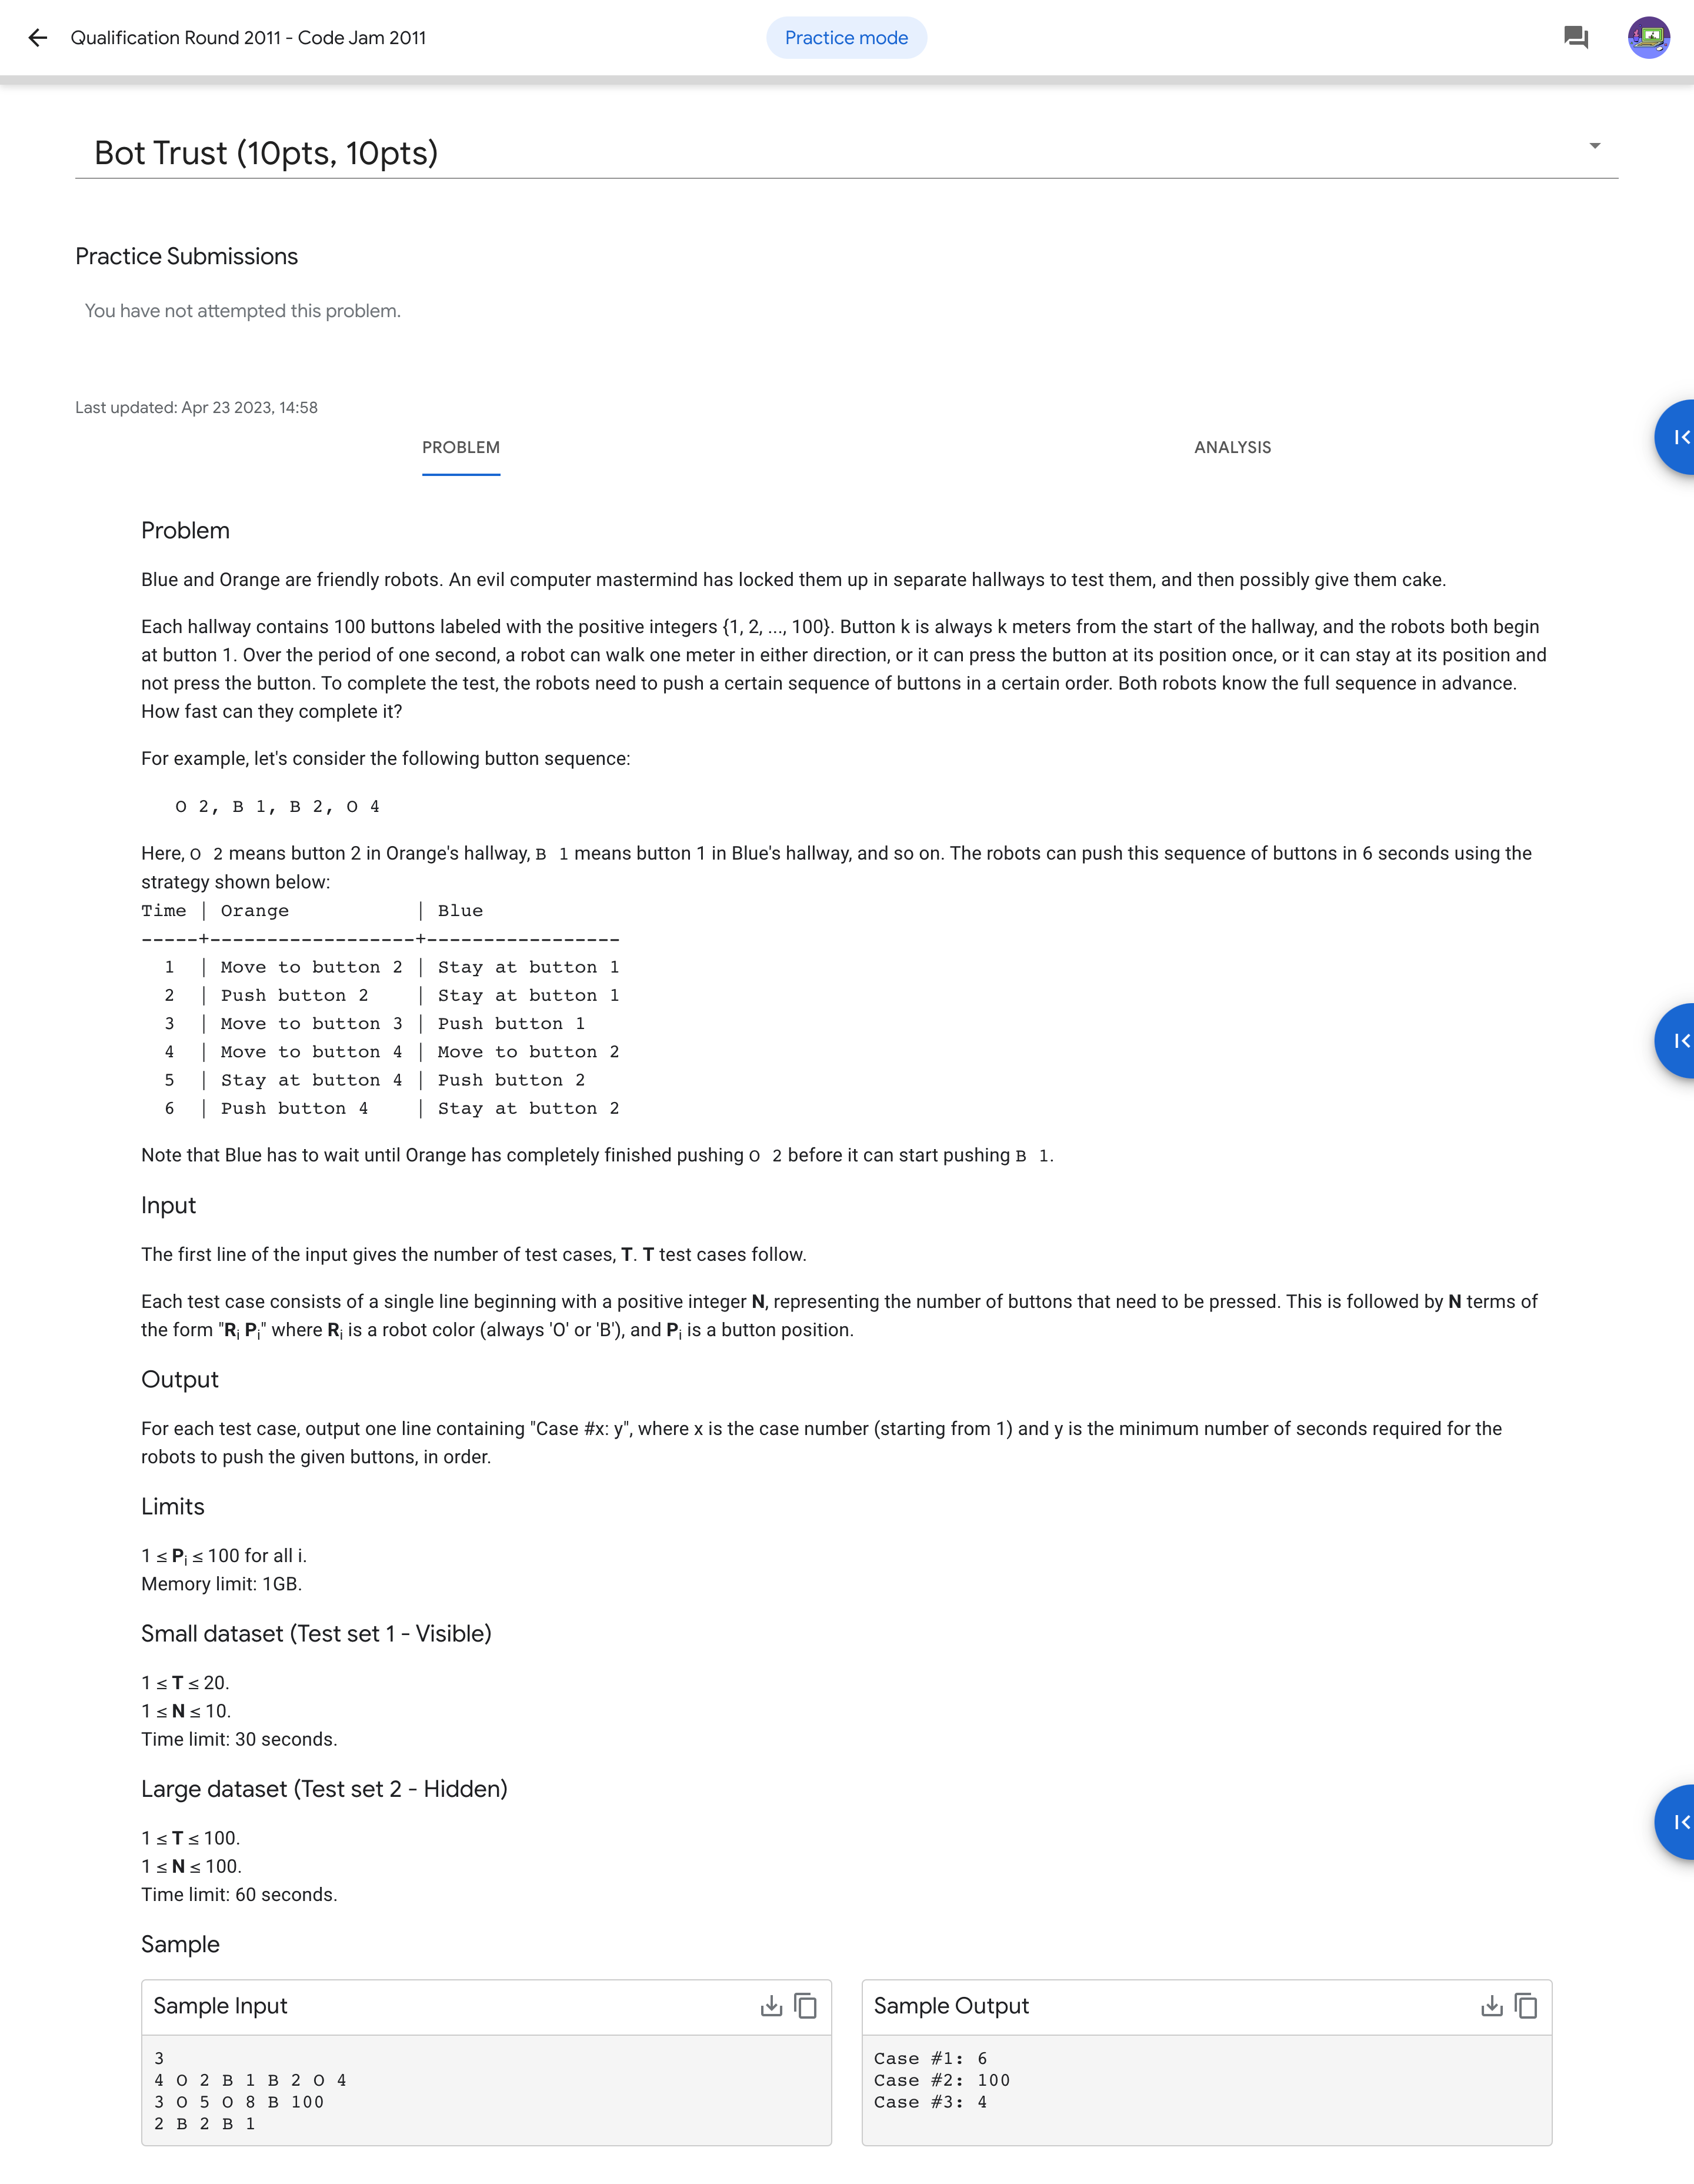 Qualification Round 2011 - Code Jam 2011
Practice mode
Bot Trust (10pts, 10pts)
Practice Submissions
You have not attempted this problem.
Last updated: Apr 23 2023, 14:58
PROBLEM
ANALYSIS
Problem
Blue and Orange are friendly robots. An evil computer mastermind has locked them up in separate hallways to test them, and then possibly give them cake.
Each hallway contains 100 buttons labeled with the positive integers {1, 2, ..., 100}. Button k is always k meters from the start of the hallway, and the robots both begin
at button 1. Over the period of one second, a robot can walk one meter in either direction, or it can press the button at its position once, or it can stay at its position and
not press the button. To complete the test, the robots need to push a certain sequence of buttons in a certain order. Both robots know the full sequence in advance.
How fast can they complete it?
For example, let's consider the following button sequence:
O 2, B 1, B 2, O 4
Here, O 2 means button 2 in Orange's hallway, B 1 means button 1 in Blue's hallway, and so on. The robots can push this sequence of buttons in 6 seconds using the
strategy shown below:
Time | Orange           | Blue
-----+------------------+-----------------
  1  | Move to button 2 | Stay at button 1
  2  | Push button 2    | Stay at button 1
  3  | Move to button 3 | Push button 1
  4  | Move to button 4 | Move to button 2
  5  | Stay at button 4 | Push button 2
  6  | Push button 4    | Stay at button 2
Note that Blue has to wait until Orange has completely finished pushing O 2 before it can start pushing B 1.
Input
The first line of the input gives the number of test cases, T. T test cases follow.
Each test case consists of a single line beginning with a positive integer N, representing the number of buttons that need to be pressed. This is followed by N terms of
the form "Ri Pi" where Ri is a robot color (always 'O' or 'B'), and Pi is a button position.
Output
For each test case, output one line containing "Case #x: y", where x is the case number (starting from 1) and y is the minimum number of seconds required for the
robots to push the given buttons, in order.
Limits
1 ≤ Pi ≤ 100 for all i.
Memory limit: 1GB.
Small dataset (Test set 1 - Visible)
1 ≤ T ≤ 20.
1 ≤ N ≤ 10.
Time limit: 30 seconds.
Large dataset (Test set 2 - Hidden)
1 ≤ T ≤ 100.
1 ≤ N ≤ 100.
Time limit: 60 seconds.
Sample
Sample Input
3
4 O 2 B 1 B 2 O 4
3 O 5 O 8 B 100
2 B 2 B 1
Sample Output
Case #1: 6
Case #2: 100
Case #3: 4